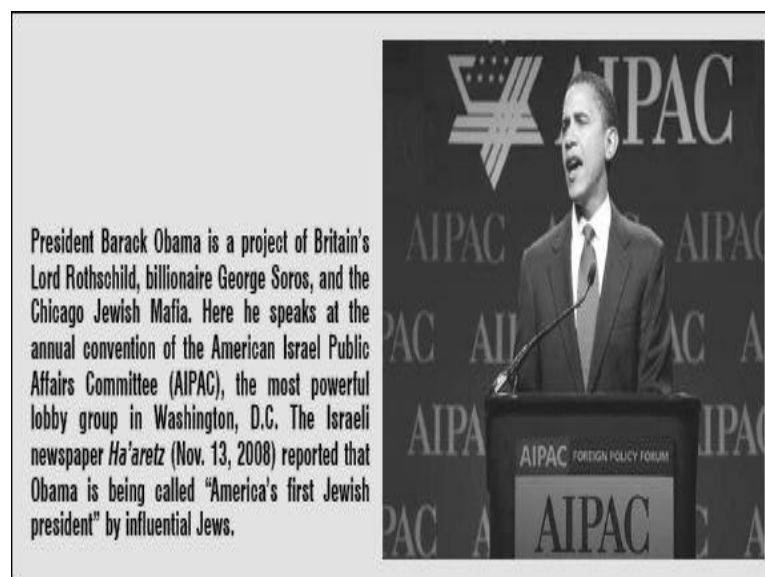 President Barack Obama is a project of Britain's
Lord Rothschild, billionaire George Soros, and the
Chicago Jewish Mafia. Here he speaks at the
annual convention of the American Israel Public
Affairs Committee (AIPAC), the most powerful
lobby group in Washington, D.C. The Israeli
newspaper Ha'aretz (Nov. 13, 2008) reported that
Obama is being called “America's first Jewish
president” by influential Jews.
AIPAC
AIPAC
AIPAC
AIPAC
AIPAC FOREIGN POLICY FORUM
AIPAC